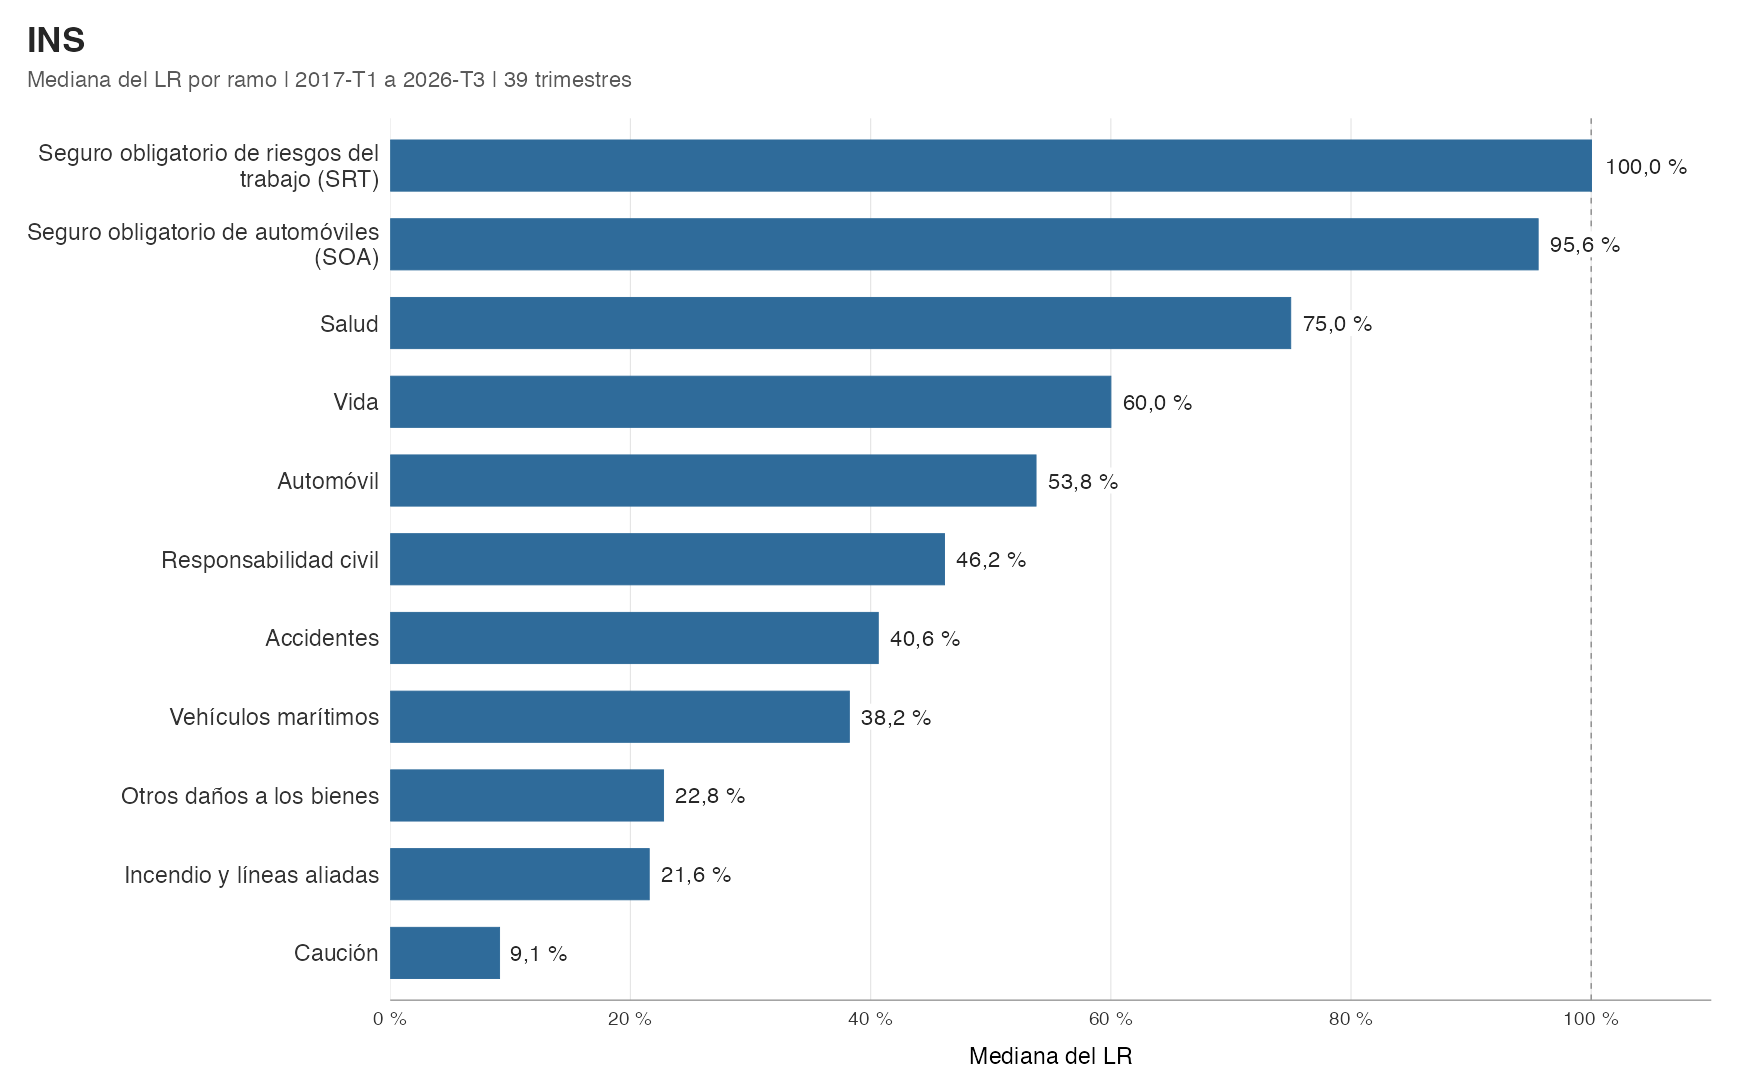 INS
Mediana del LR por ramo | 2017-T1 a 2026-T3 | 39 trimestres
Seguro obligatorio de riesgos del
trabajo (SRT)
100,0 %
Seguro obligatorio de automóviles
(SOA)
95,6 %
Salud
75,0 %
Vida
60,0 %
Automóvil
53,8 %
Responsabilidad civil
46,2 %
Accidentes
40,6 %
Vehículos marítimos
38,2 %
Otros daños a los bienes
22,8 %
Incendio y líneas aliadas
21,6 %
Caución
9,1 %
0 %
20 %
40 %
60 %
80 %
100 %
Mediana del LR